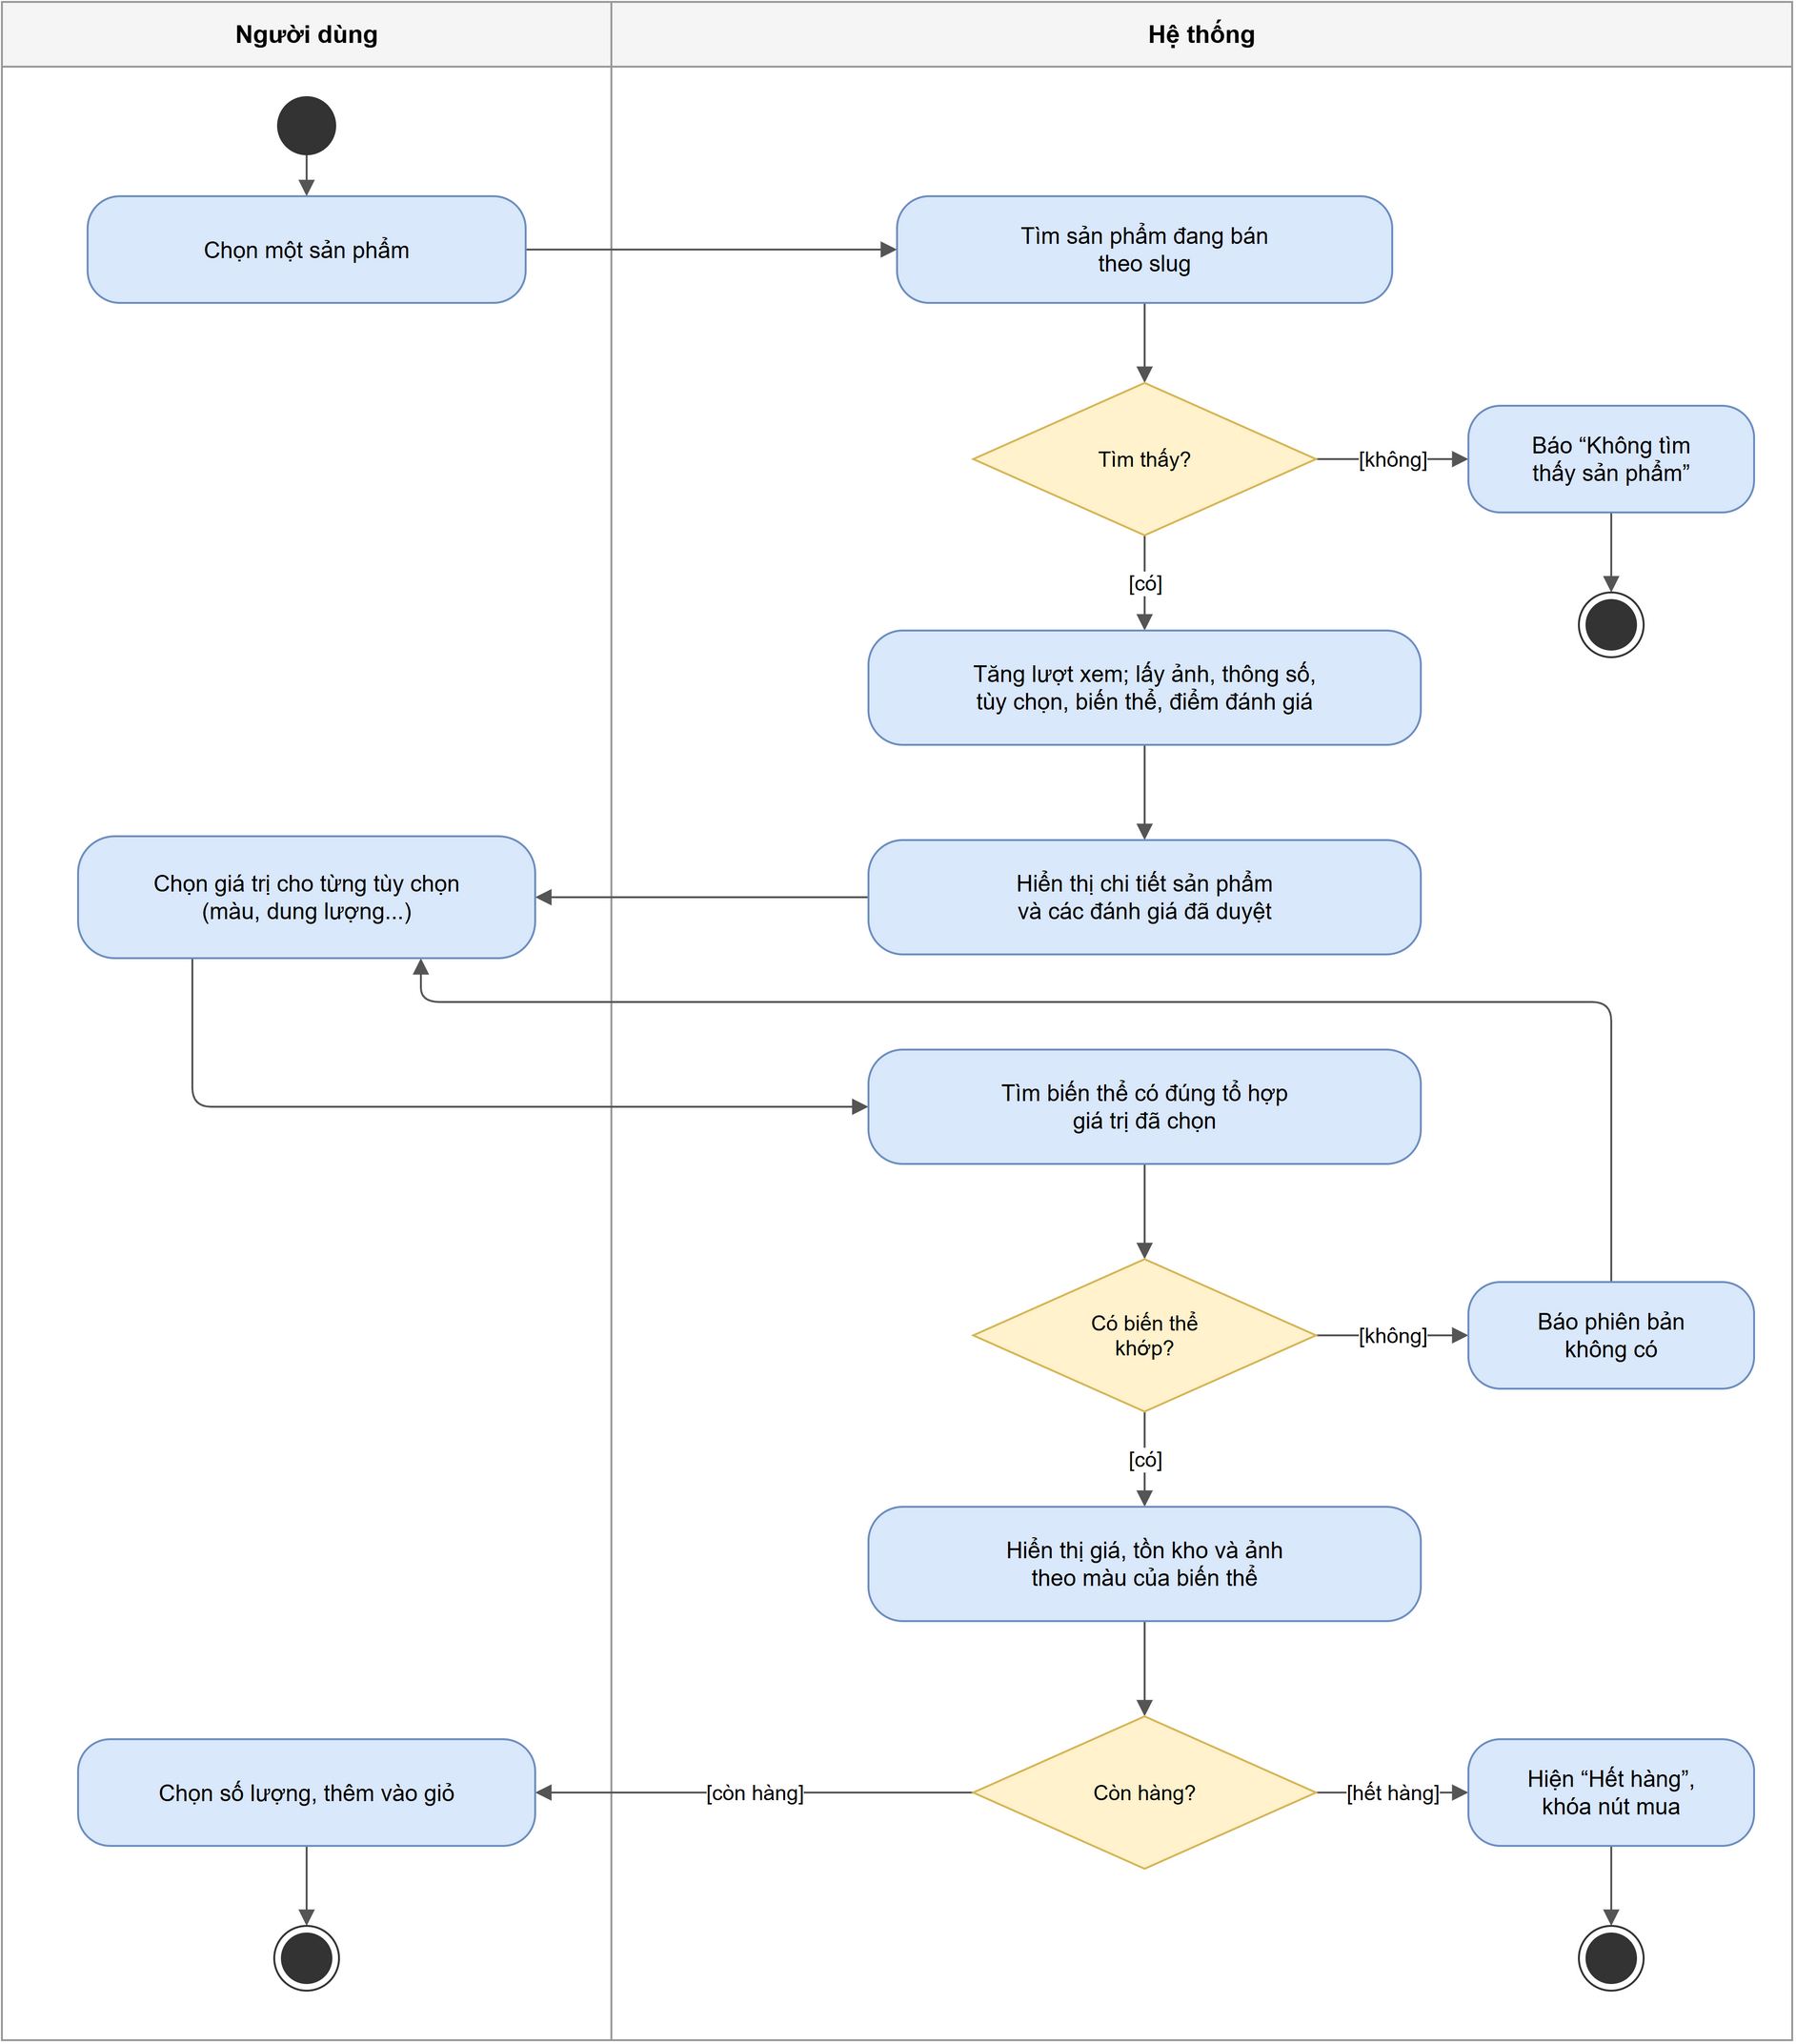 Người dùng
Hệ thống
Chọn một sản phẩm
Tìm sản phẩm đang bán
theo slug
Tìm thấy?
[không]
Báo “Không tìm
thấy sản phẩm”
[có]
Tăng lượt xem; lấy ảnh, thông số,
tùy chọn, biến thể, điểm đánh giá
Chọn giá trị cho từng tùy chọn
(màu, dung lượng...)
Hiển thị chi tiết sản phẩm
và các đánh giá đã duyệt
Tìm biến thể có đúng tổ hợp
giá trị đã chọn
Có biến thể
khớp?
[không]
Báo phiên bản
không có
[có]
Hiển thị giá, tồn kho và ảnh
theo màu của biến thể
Chọn số lượng, thêm vào giỏ
[còn hàng]
Còn hàng?
[hết hàng]
Hiện “Hết hàng”,
khóa nút mua